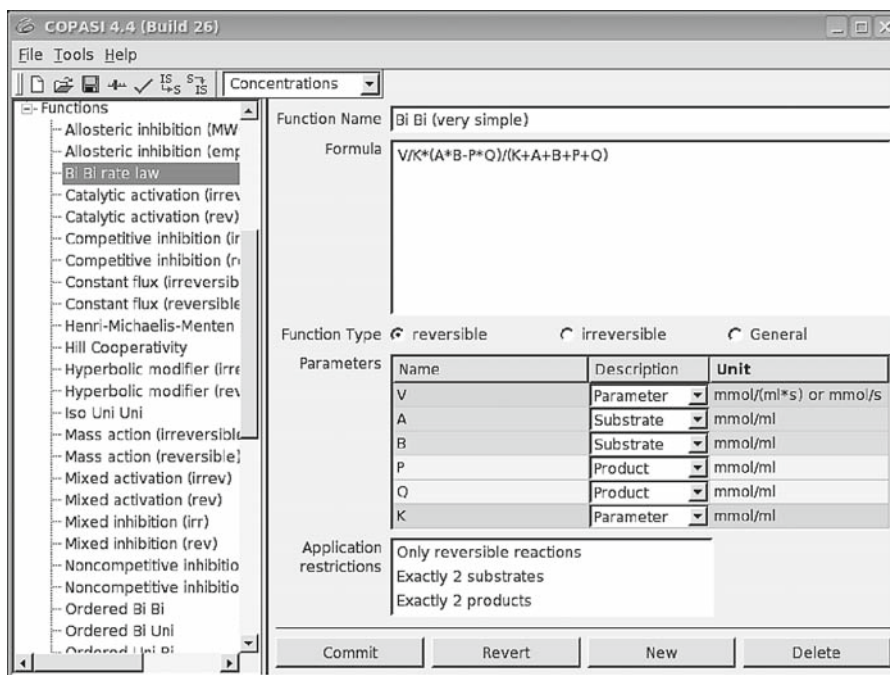 COPASI 4.4 (Build 26)
File Tools Help
IS S S IS Concentrations
Functions
Allosteric inhibition (MW
Allosteric inhibition (emp
Bi Bi rate law
Catalytic activation (irrev
Catalytic activation (rev)
Competitive inhibition (ir
Competitive inhibition (r
Constant flux (irreversib
Constant flux (reversible
Henri-Michaelis-Menten
Hill Cooperativity
Hyperbolic modifier (irre
Hyperbolic modifier (rev
Iso Uni Uni
Mass action (irreversible
Mass action (reversible)
Mixed activation (irrev)
Mixed activation (rev)
Mixed inhibition (irr)
Mixed inhibition (rev)
Noncompetitive inhibitio
Noncompetitive inhibitio
Ordered Bi Bi
Ordered Bi Uni
Ordered Uni Bi
Function Name Bi Bi (very simple)
Formula V/K*(A*B-P*Q)/(K+A+B+P+Q)
Function Type reversible irreversible General
Parameters Name Description Unit
V Parameter mmol/(ml*s) or mmol/s
A Substrate mmol/ml
B Substrate mmol/ml
P Product mmol/ml
Q Product mmol/ml
K Parameter mmol/ml
Application restrictions
Only reversible reactions
Exactly 2 substrates
Exactly 2 products
Commit Revert New Delete